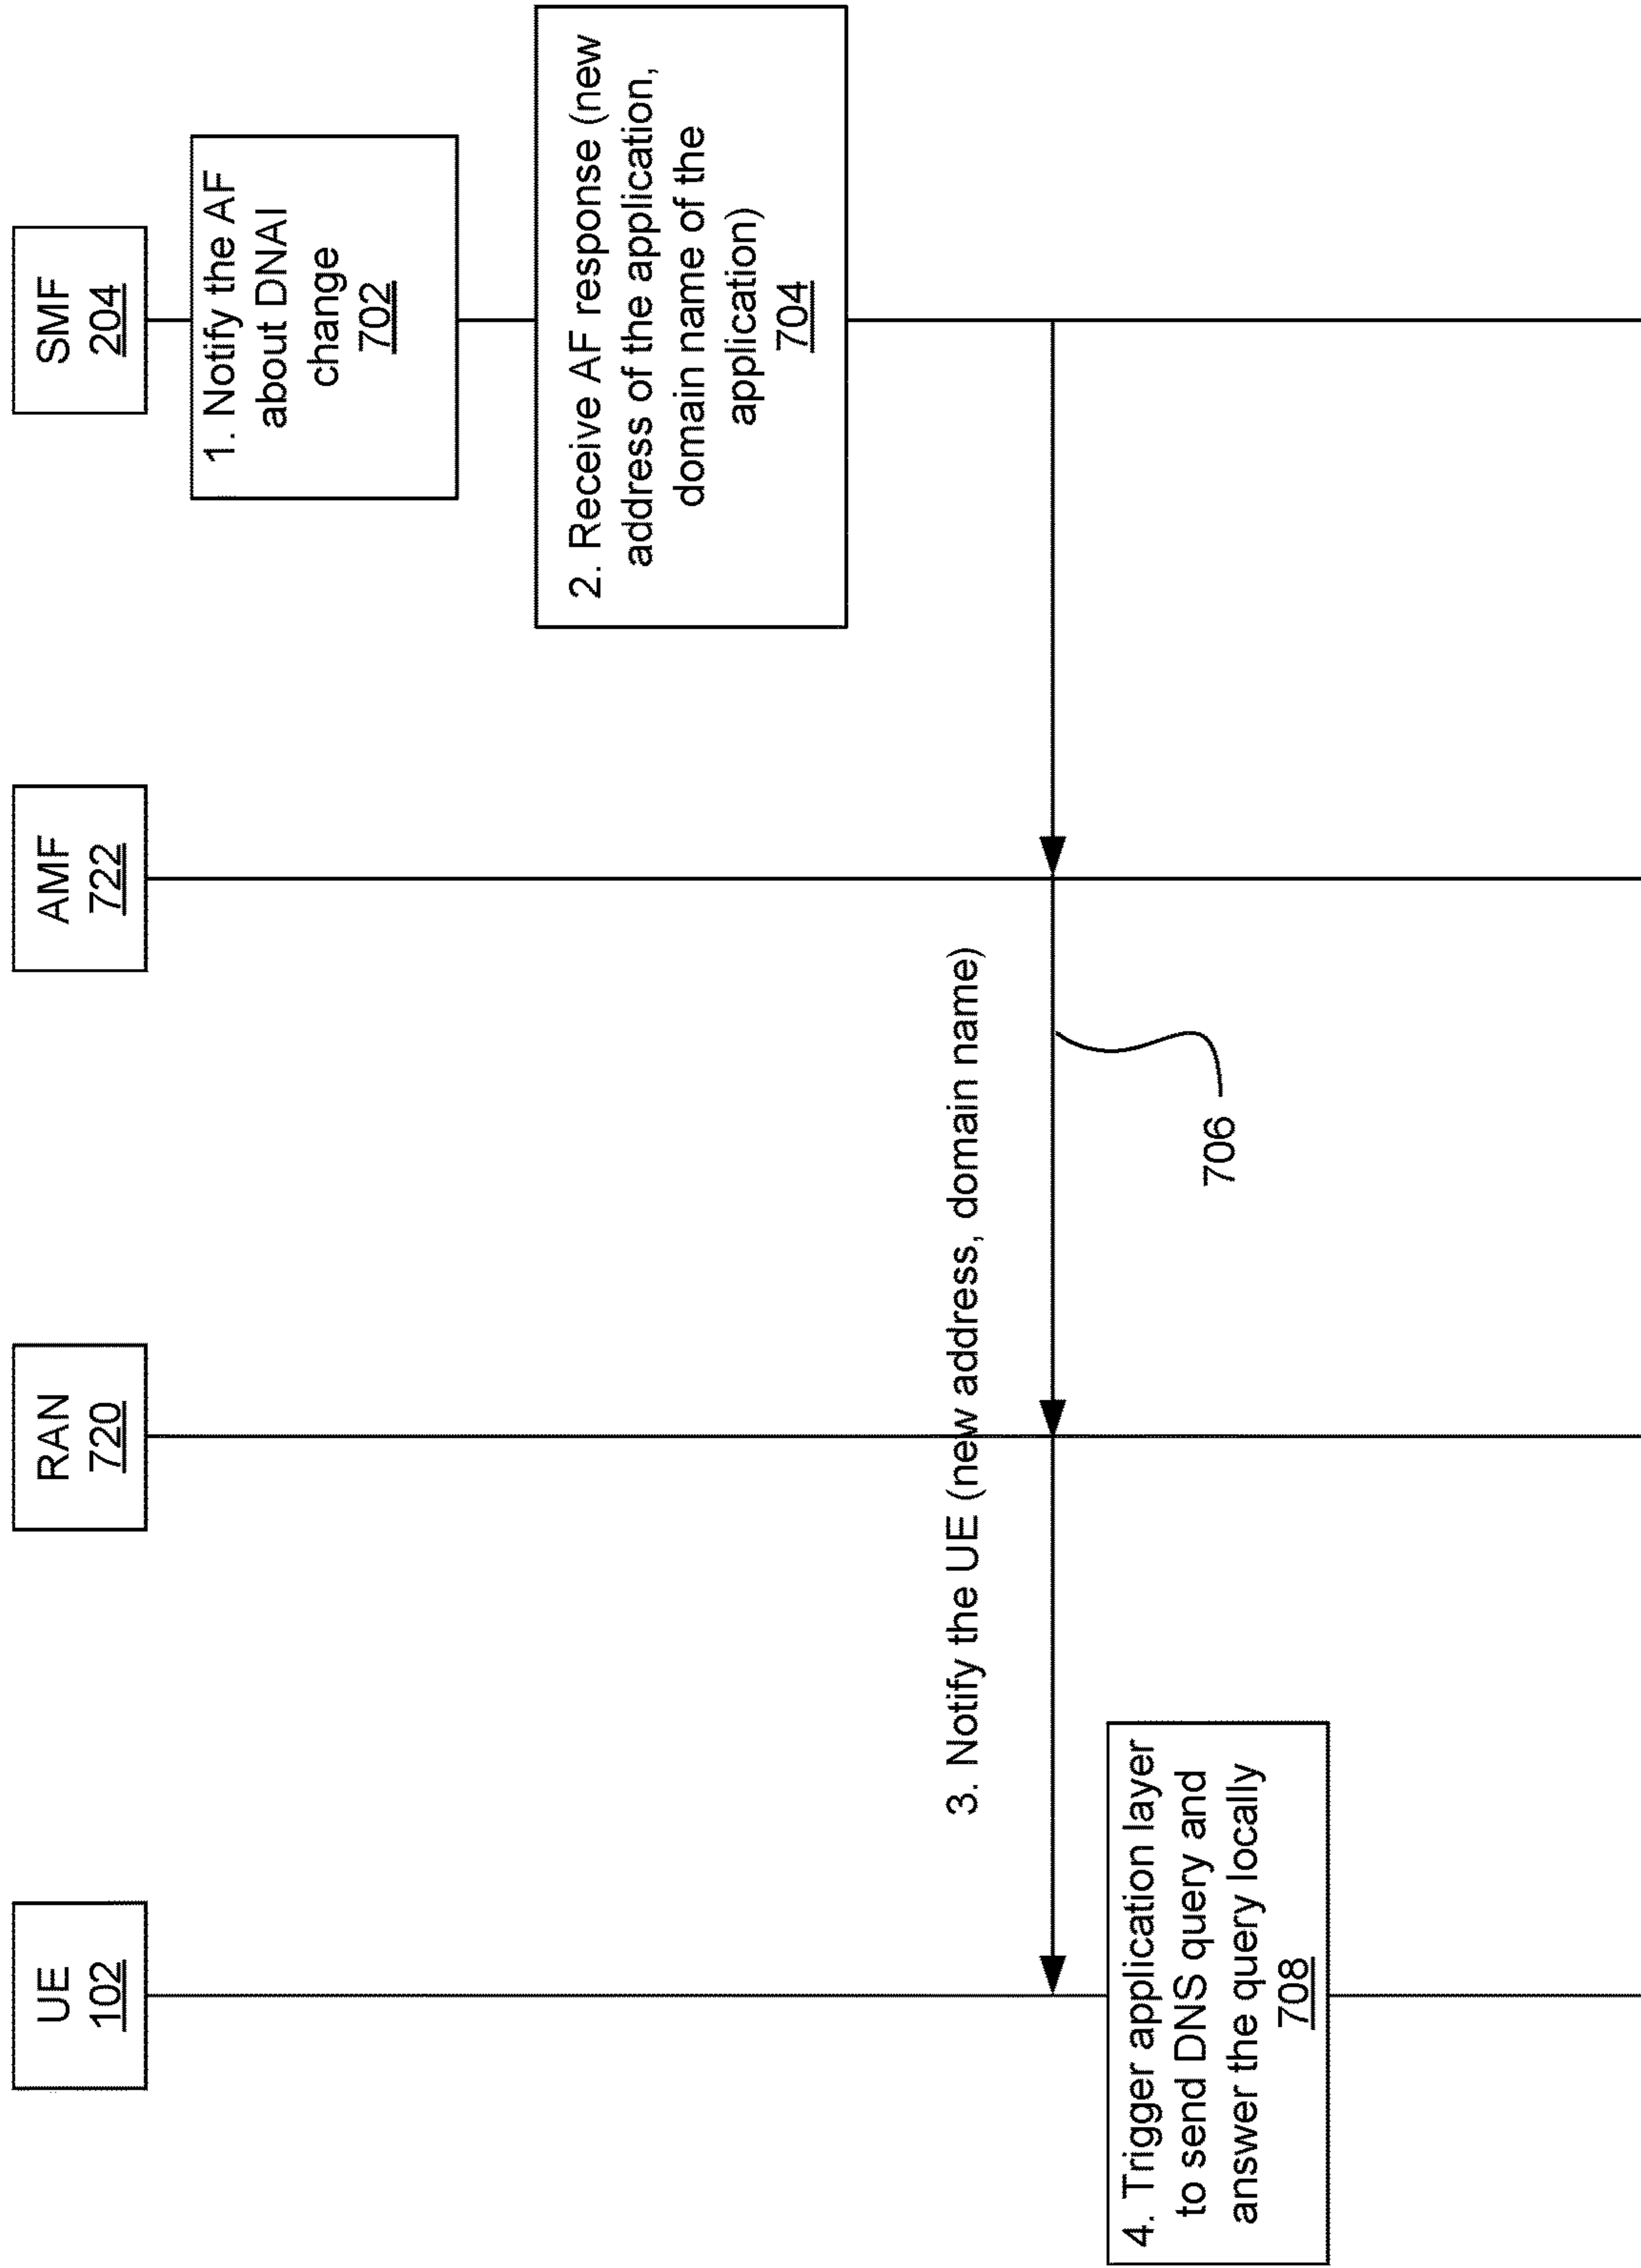 UE
102
RAN
720
AMF
722
SMF
204
1. Notify the AF
about DNAI
change
702
2. Receive AF response (new
address of the application,
domain name of the
application)
704
3. Notify the UE (new address, domain name)
706
4. Trigger application layer
to send DNS query and
answer the query locally
708